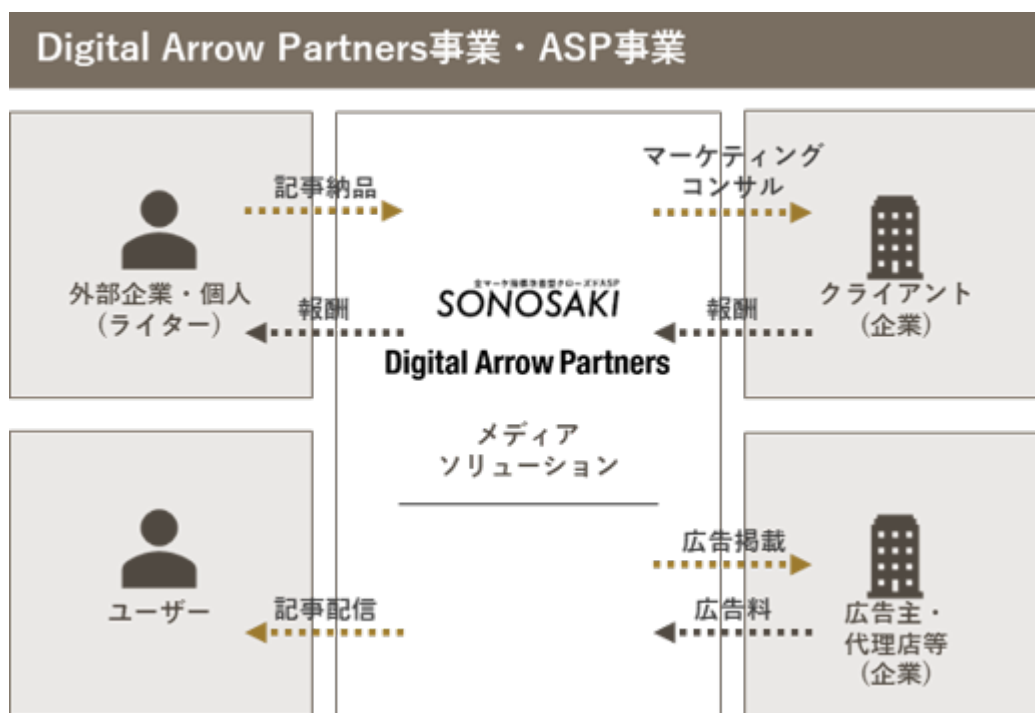 Digital Arrow Partners事業・ASP事業
記事納品
外部企業・個人
(ライター)
報酬
SONOSAKI
Digital Arrow Partners
メディア
ソリューション
マーケティング
コンサル
クライアント
(企業)
報酬
ユーザー
記事配信
広告掲載
広告料
広告主・
代理店等
(企業)